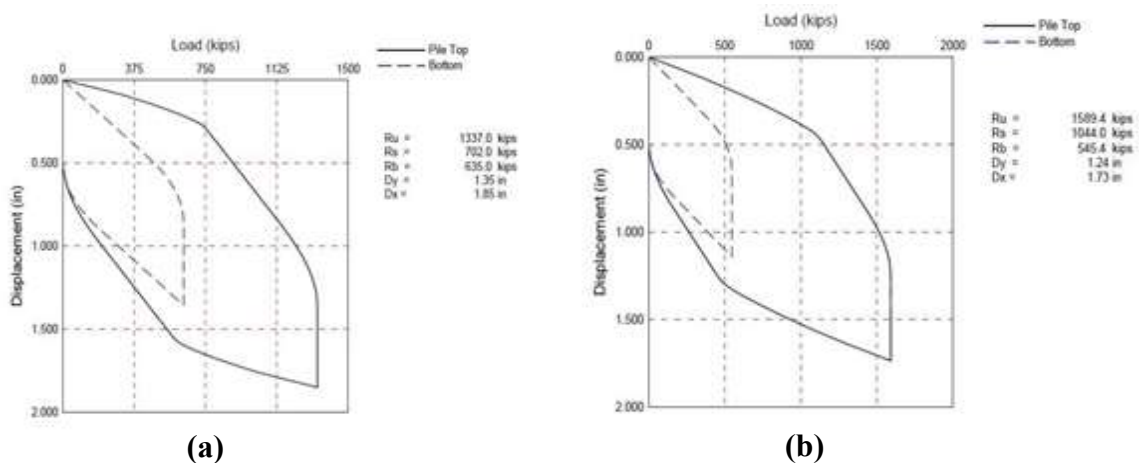 Load (kips)
0 375 750 1125 1500
Pile Top
Bottom
0.000
0.500
1.000
1.500
2.000
Displacement (in)
Ru = 1337.0 kips
Rs = 702.0 kips
Rb = 635.0 kips
Dy = 1.35 in
Dx = 1.85 in
(a)
Load (kips)
0 500 1000 1500 2000
Pile Top
Bottom
0.000
0.500
1.000
1.500
2.000
Displacement (in)
Ru = 1589.4 kips
Rs = 1044.0 kips
Rb = 545.4 kips
Dy = 1.24 in
Dx = 1.73 in
(b)